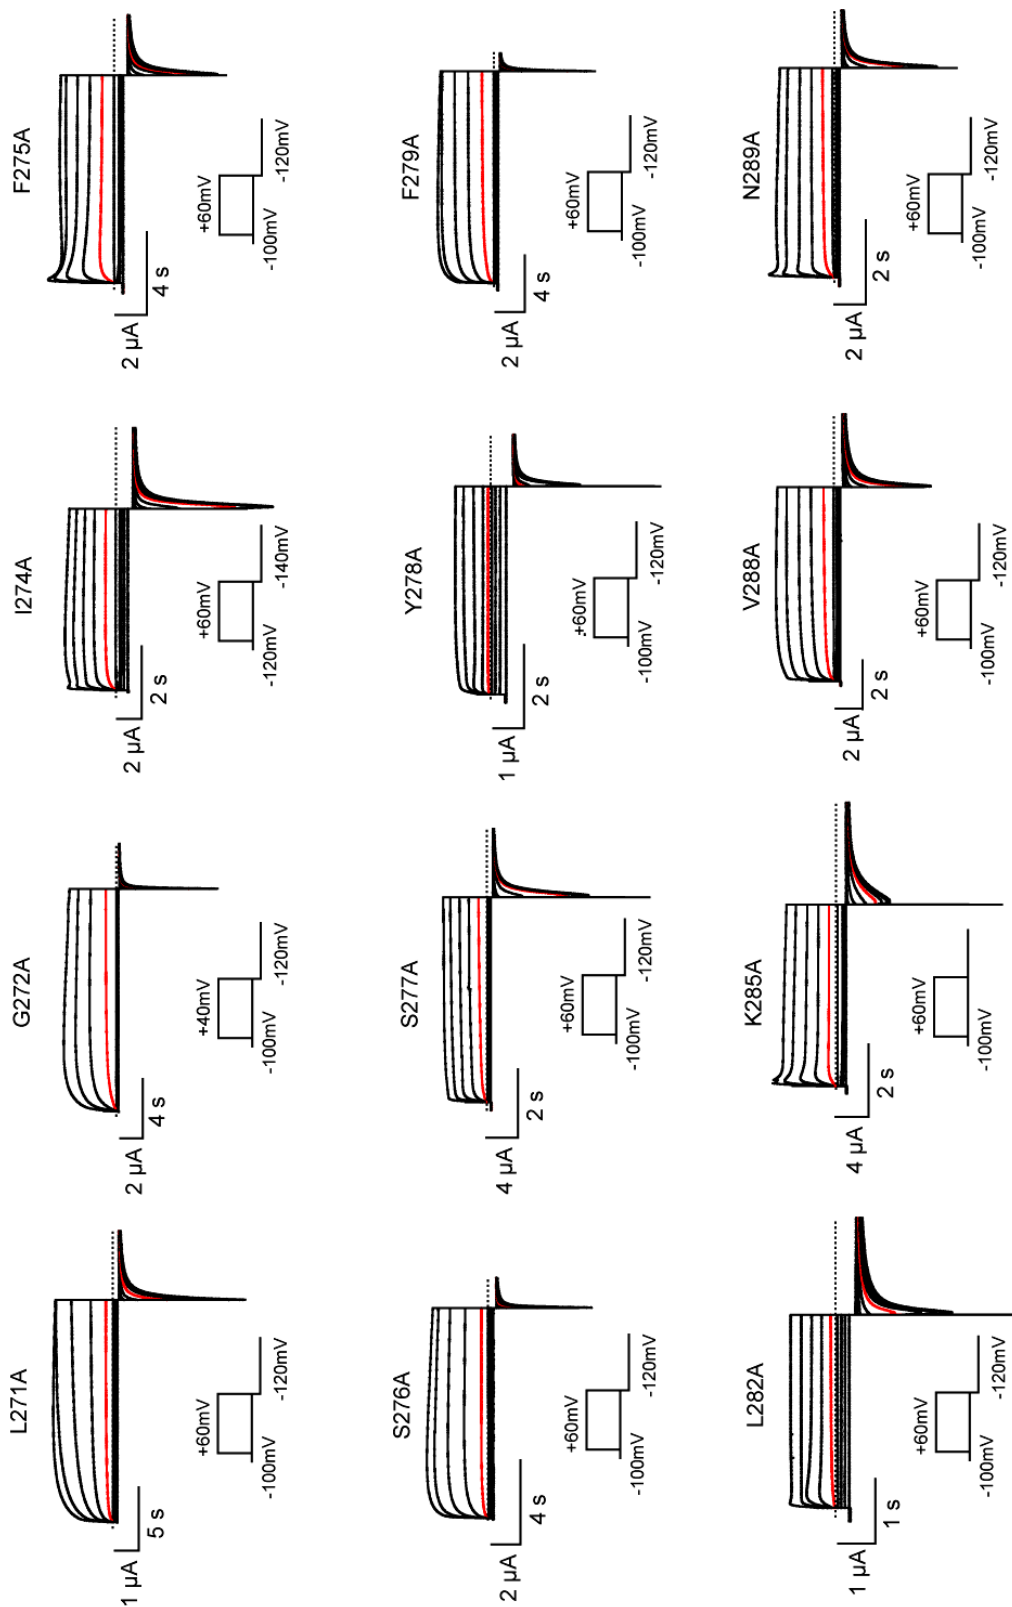 L271A
1 µA
5 s
+60mV
-100mV
-120mV
G272A
2 µA
4 s
+40mV
-100mV
-120mV
I274A
2 µA
2 s
+60mV
-120mV
-140mV
F275A
2 µA
4 s
+60mV
-100mV
-120mV
S276A
2 µA
4 s
+60mV
-100mV
-120mV
S277A
4 µA
2 s
+60mV
-100mV
-120mV
Y278A
1 µA
2 s
+60mV
-100mV
-120mV
F279A
2 µA
4 s
+60mV
-100mV
-120mV
L282A
1 µA
1 s
+60mV
-100mV
-120mV
K285A
4 µA
2 s
+60mV
-100mV
V288A
2 µA
2 s
+60mV
-100mV
-120mV
N289A
2 µA
2 s
+60mV
-100mV
-120mV